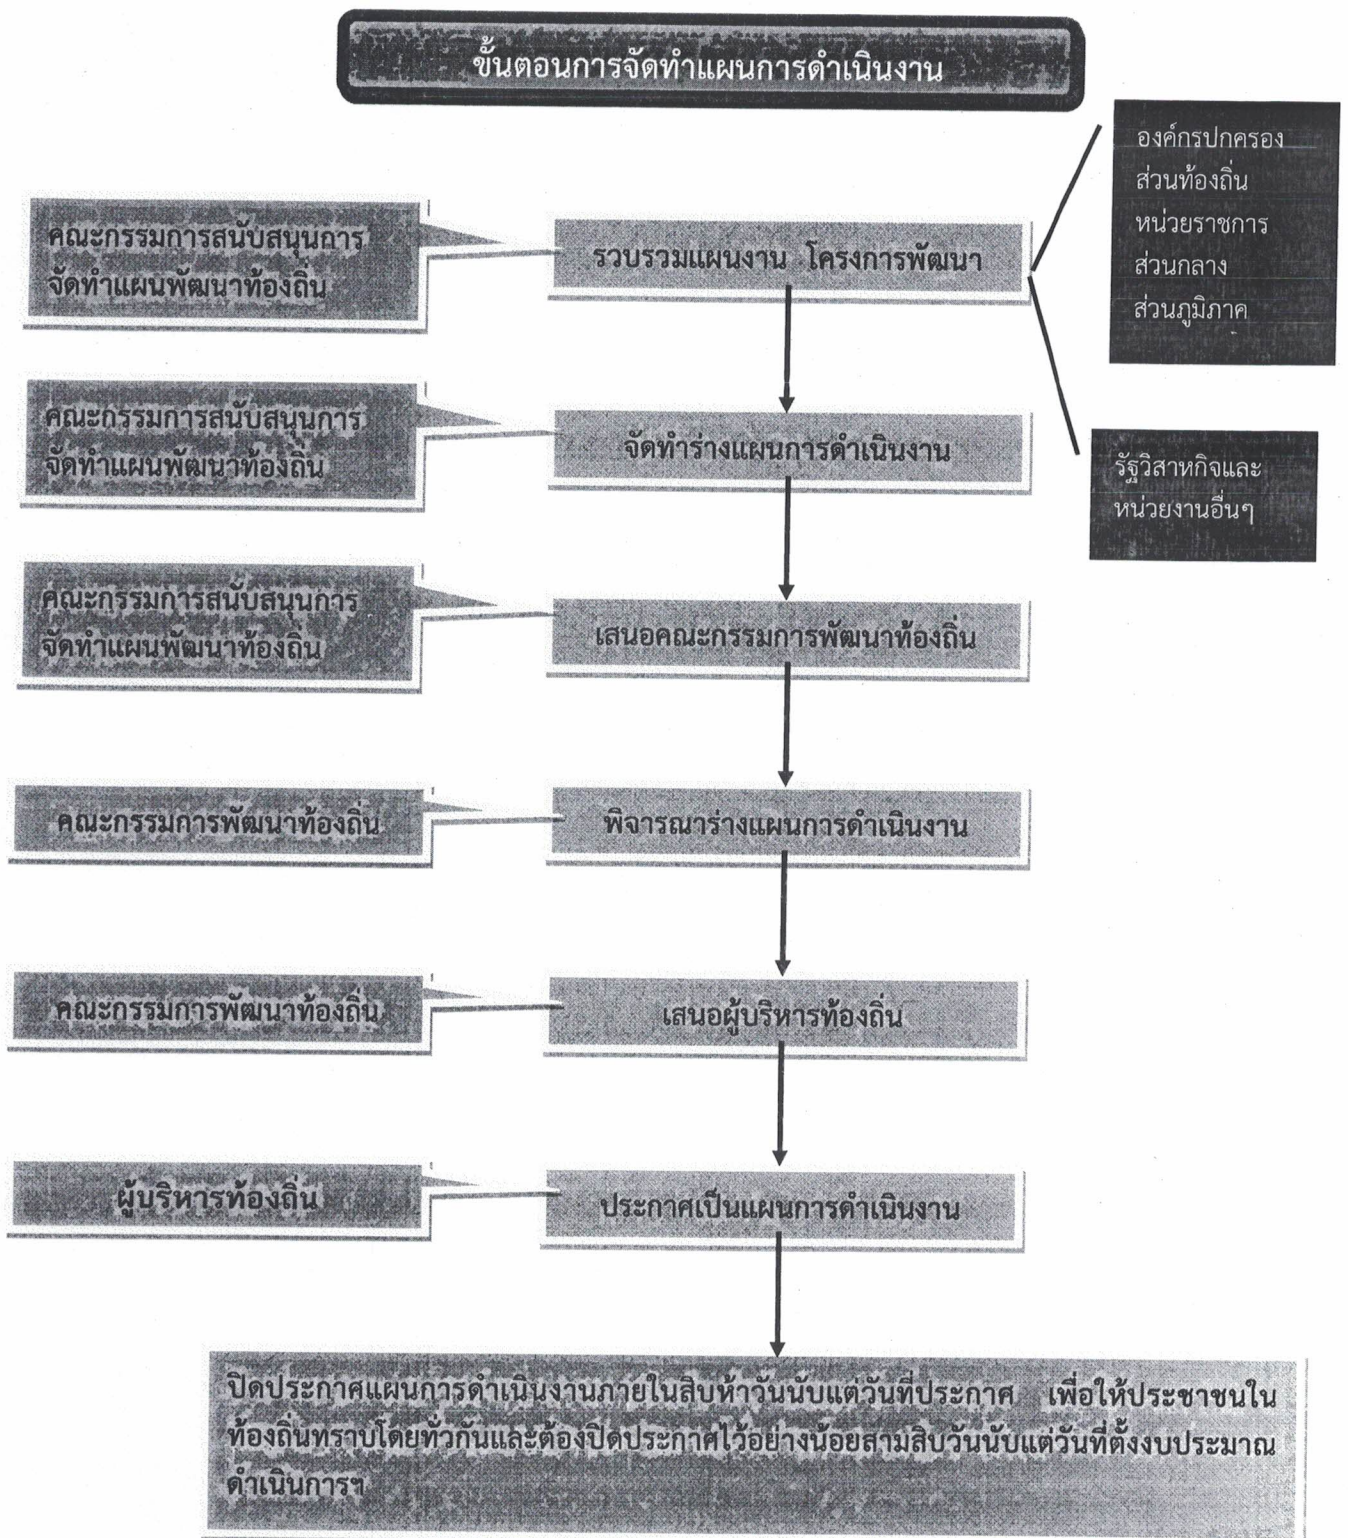 ขั้นตอนการจัดทำแผนการดำเนินงาน
องค์กรปกครอง
ส่วนท้องถิ่น
หน่วยราชการ
ส่วนกลาง
ส่วนภูมิภาค
คณะกรรมการสนับสนุนการ
จัดทำแผนพัฒนาท้องถิ่น
รวบรวมแผนงาน โครงการพัฒนา
คณะกรรมการสนับสนุนการ
จัดทำแผนพัฒนาท้องถิ่น
จัดทำร่างแผนการดำเนินงาน
รัฐวิสาหกิจและ
หน่วยงานอื่นๆ
คณะกรรมการสนับสนุนการ
จัดทำแผนพัฒนาท้องถิ่น
เสนอคณะกรรมการพัฒนาท้องถิ่น
คณะกรรมการพัฒนาท้องถิ่น
พิจารณาร่างแผนการดำเนินงาน
คณะกรรมการพัฒนาท้องถิ่น
เสนอผู้บริหารท้องถิ่น
ผู้บริหารท้องถิ่น
ประกาศเป็นแผนการดำเนินงาน
ปิดประกาศแผนการดำเนินงานภายในสิบห้าวันนับแต่วันที่ประกาศ เพื่อให้ประชาชนใน
ท้องถิ่นทราบโดยทั่วกันและต้องปิดประกาศไว้อย่างน้อยสามสิบวันนับแต่วันที่ตั้งงบประมาณ
ดำเนินการฯ